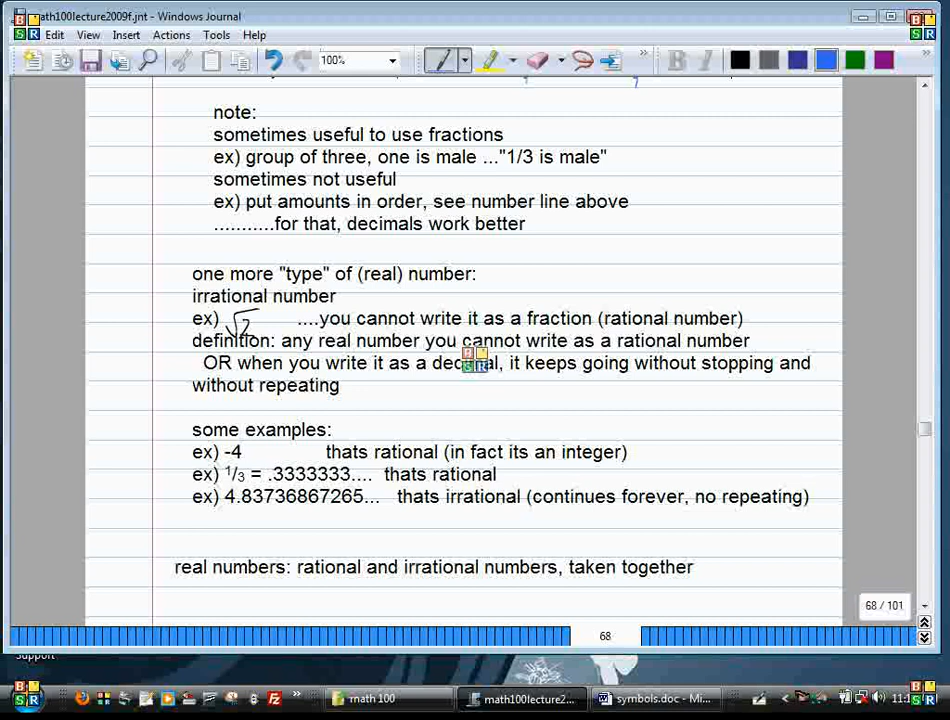 math100lecture2009f.jnt - Windows Journal
Edit View Insert Actions Tools Help
100%
note:
sometimes useful to use fractions
ex) group of three, one is male ..."1/3 is male"
sometimes not useful
ex) put amounts in order, see number line above
...........for that, decimals work better
one more "type" of (real) number:
irrational number
ex) √2 ....you cannot write it as a fraction (rational number)
definition: any real number you cannot write as a rational number
OR when you write it as a decimal, it keeps going without stopping and
without repeating
some examples:
ex) -4 thats rational (in fact its an integer)
ex) 1/3 = .3333333.... thats rational
ex) 4.83736867265... thats irrational (continues forever, no repeating)
real numbers: rational and irrational numbers, taken together
68 / 101
68
support
math 100 math100lecture2... symbols.doc - Mi...